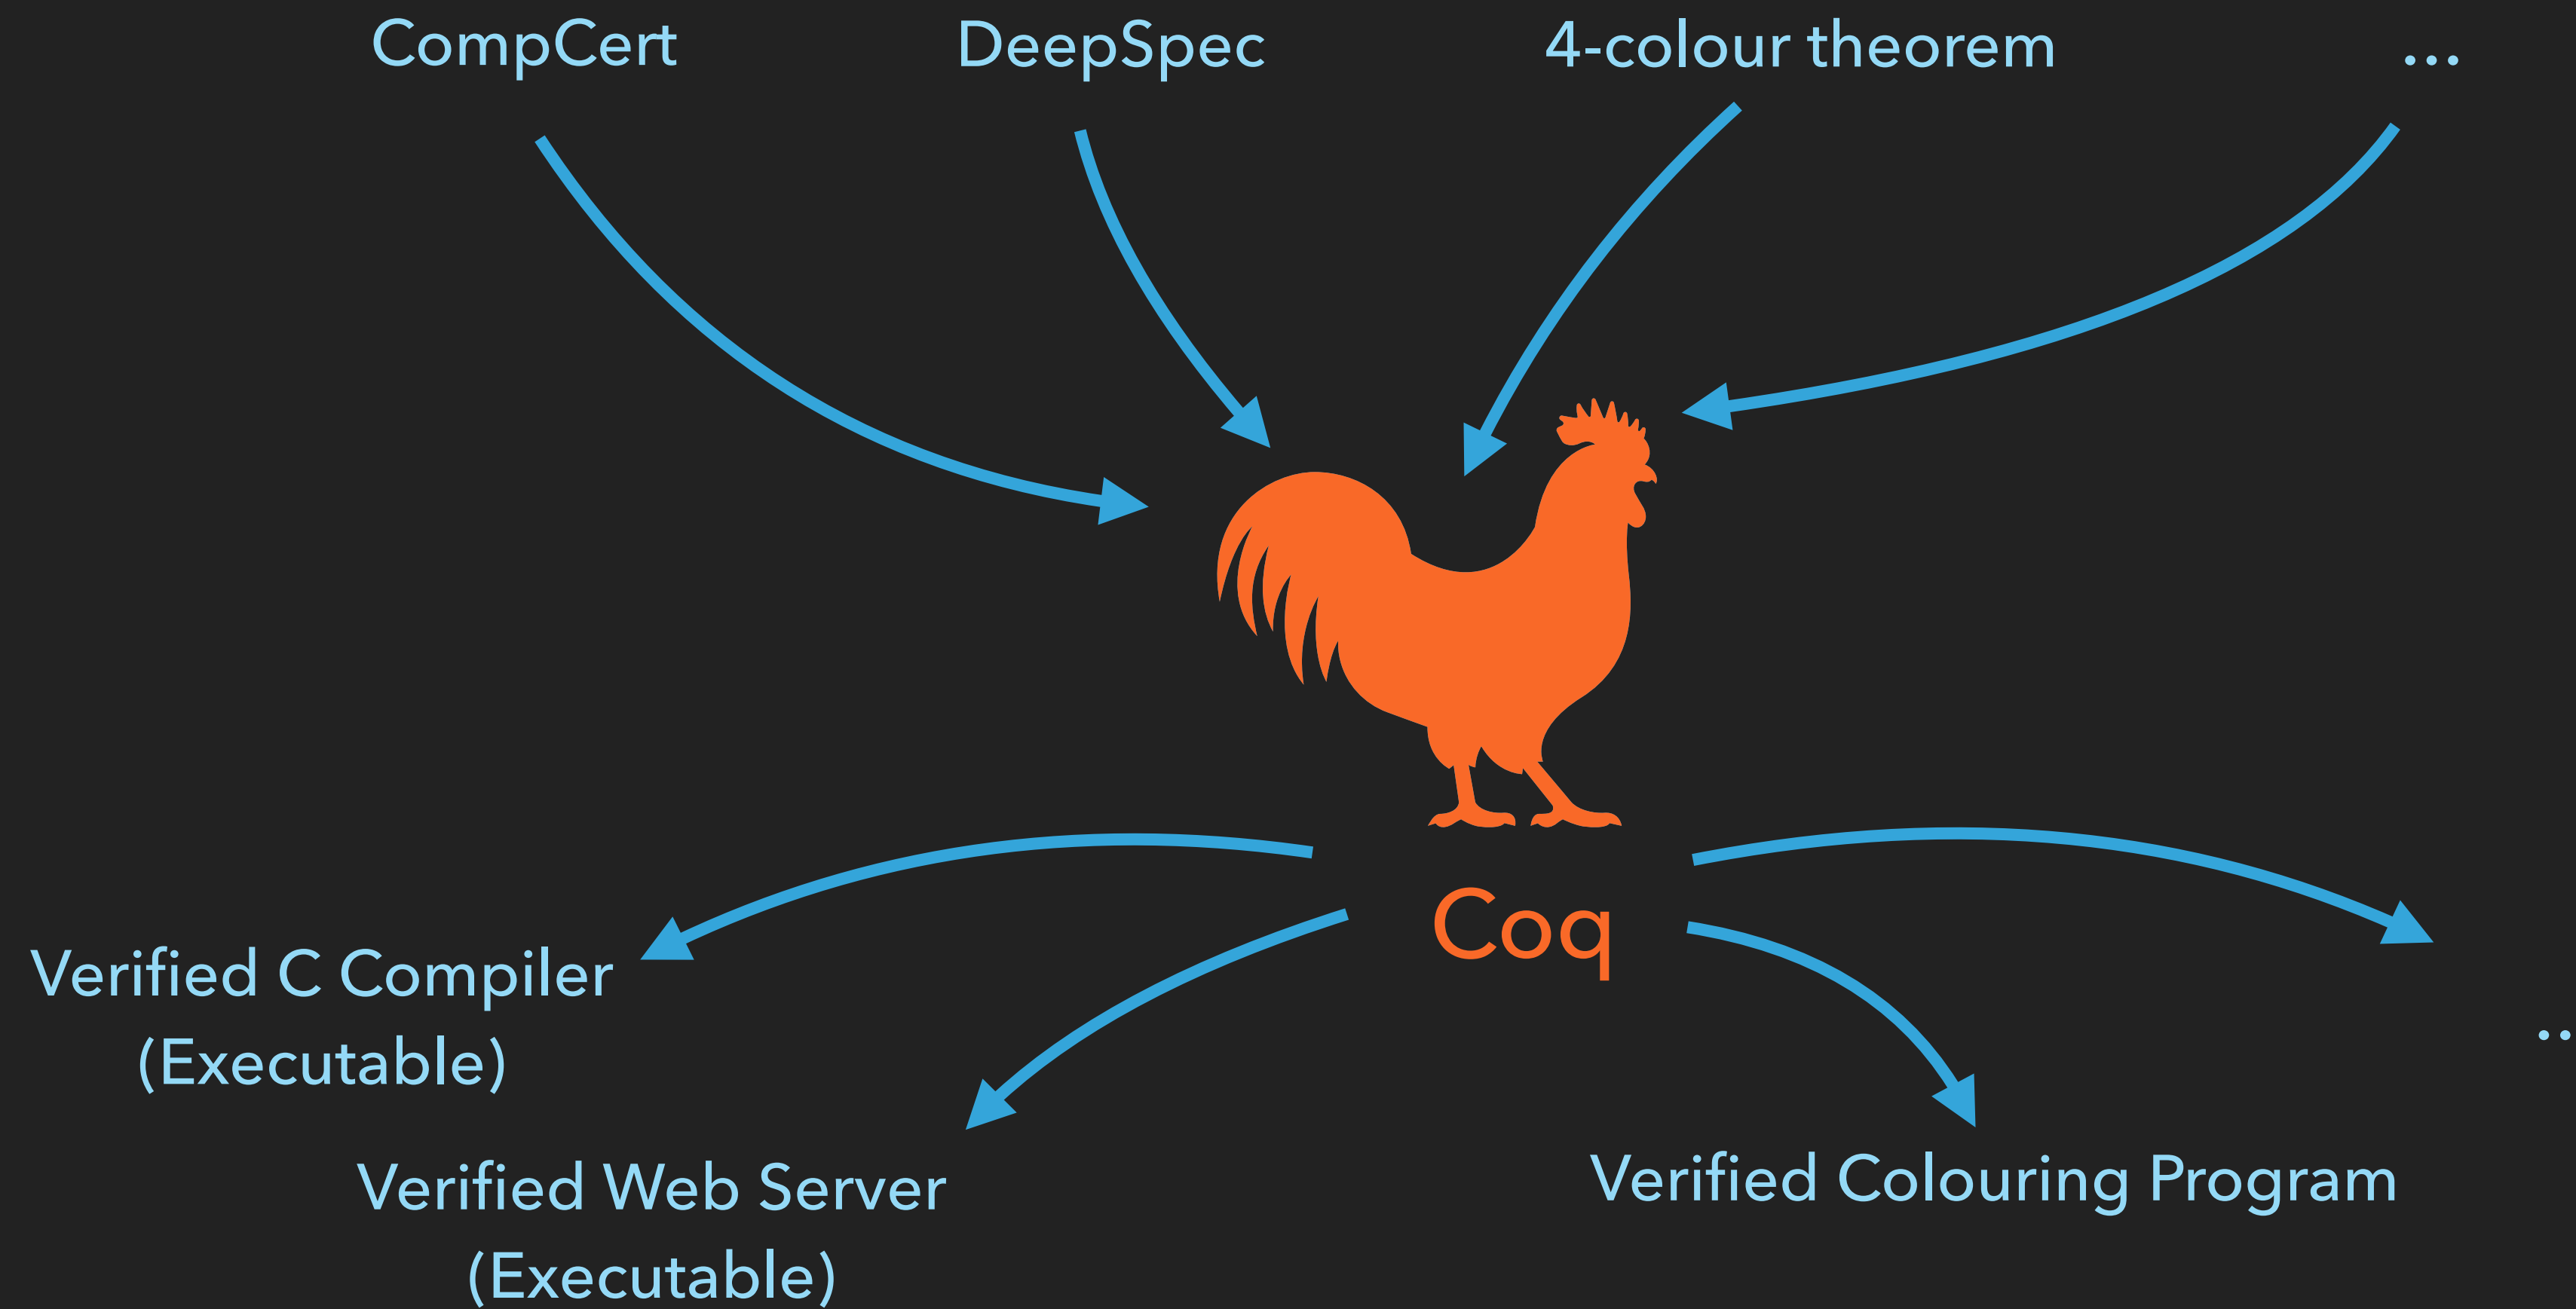 CompCert
DeepSpec
4-colour theorem
...
Coq
Verified C Compiler
(Executable)
..
Verified Web Server
(Executable)
Verified Colouring Program